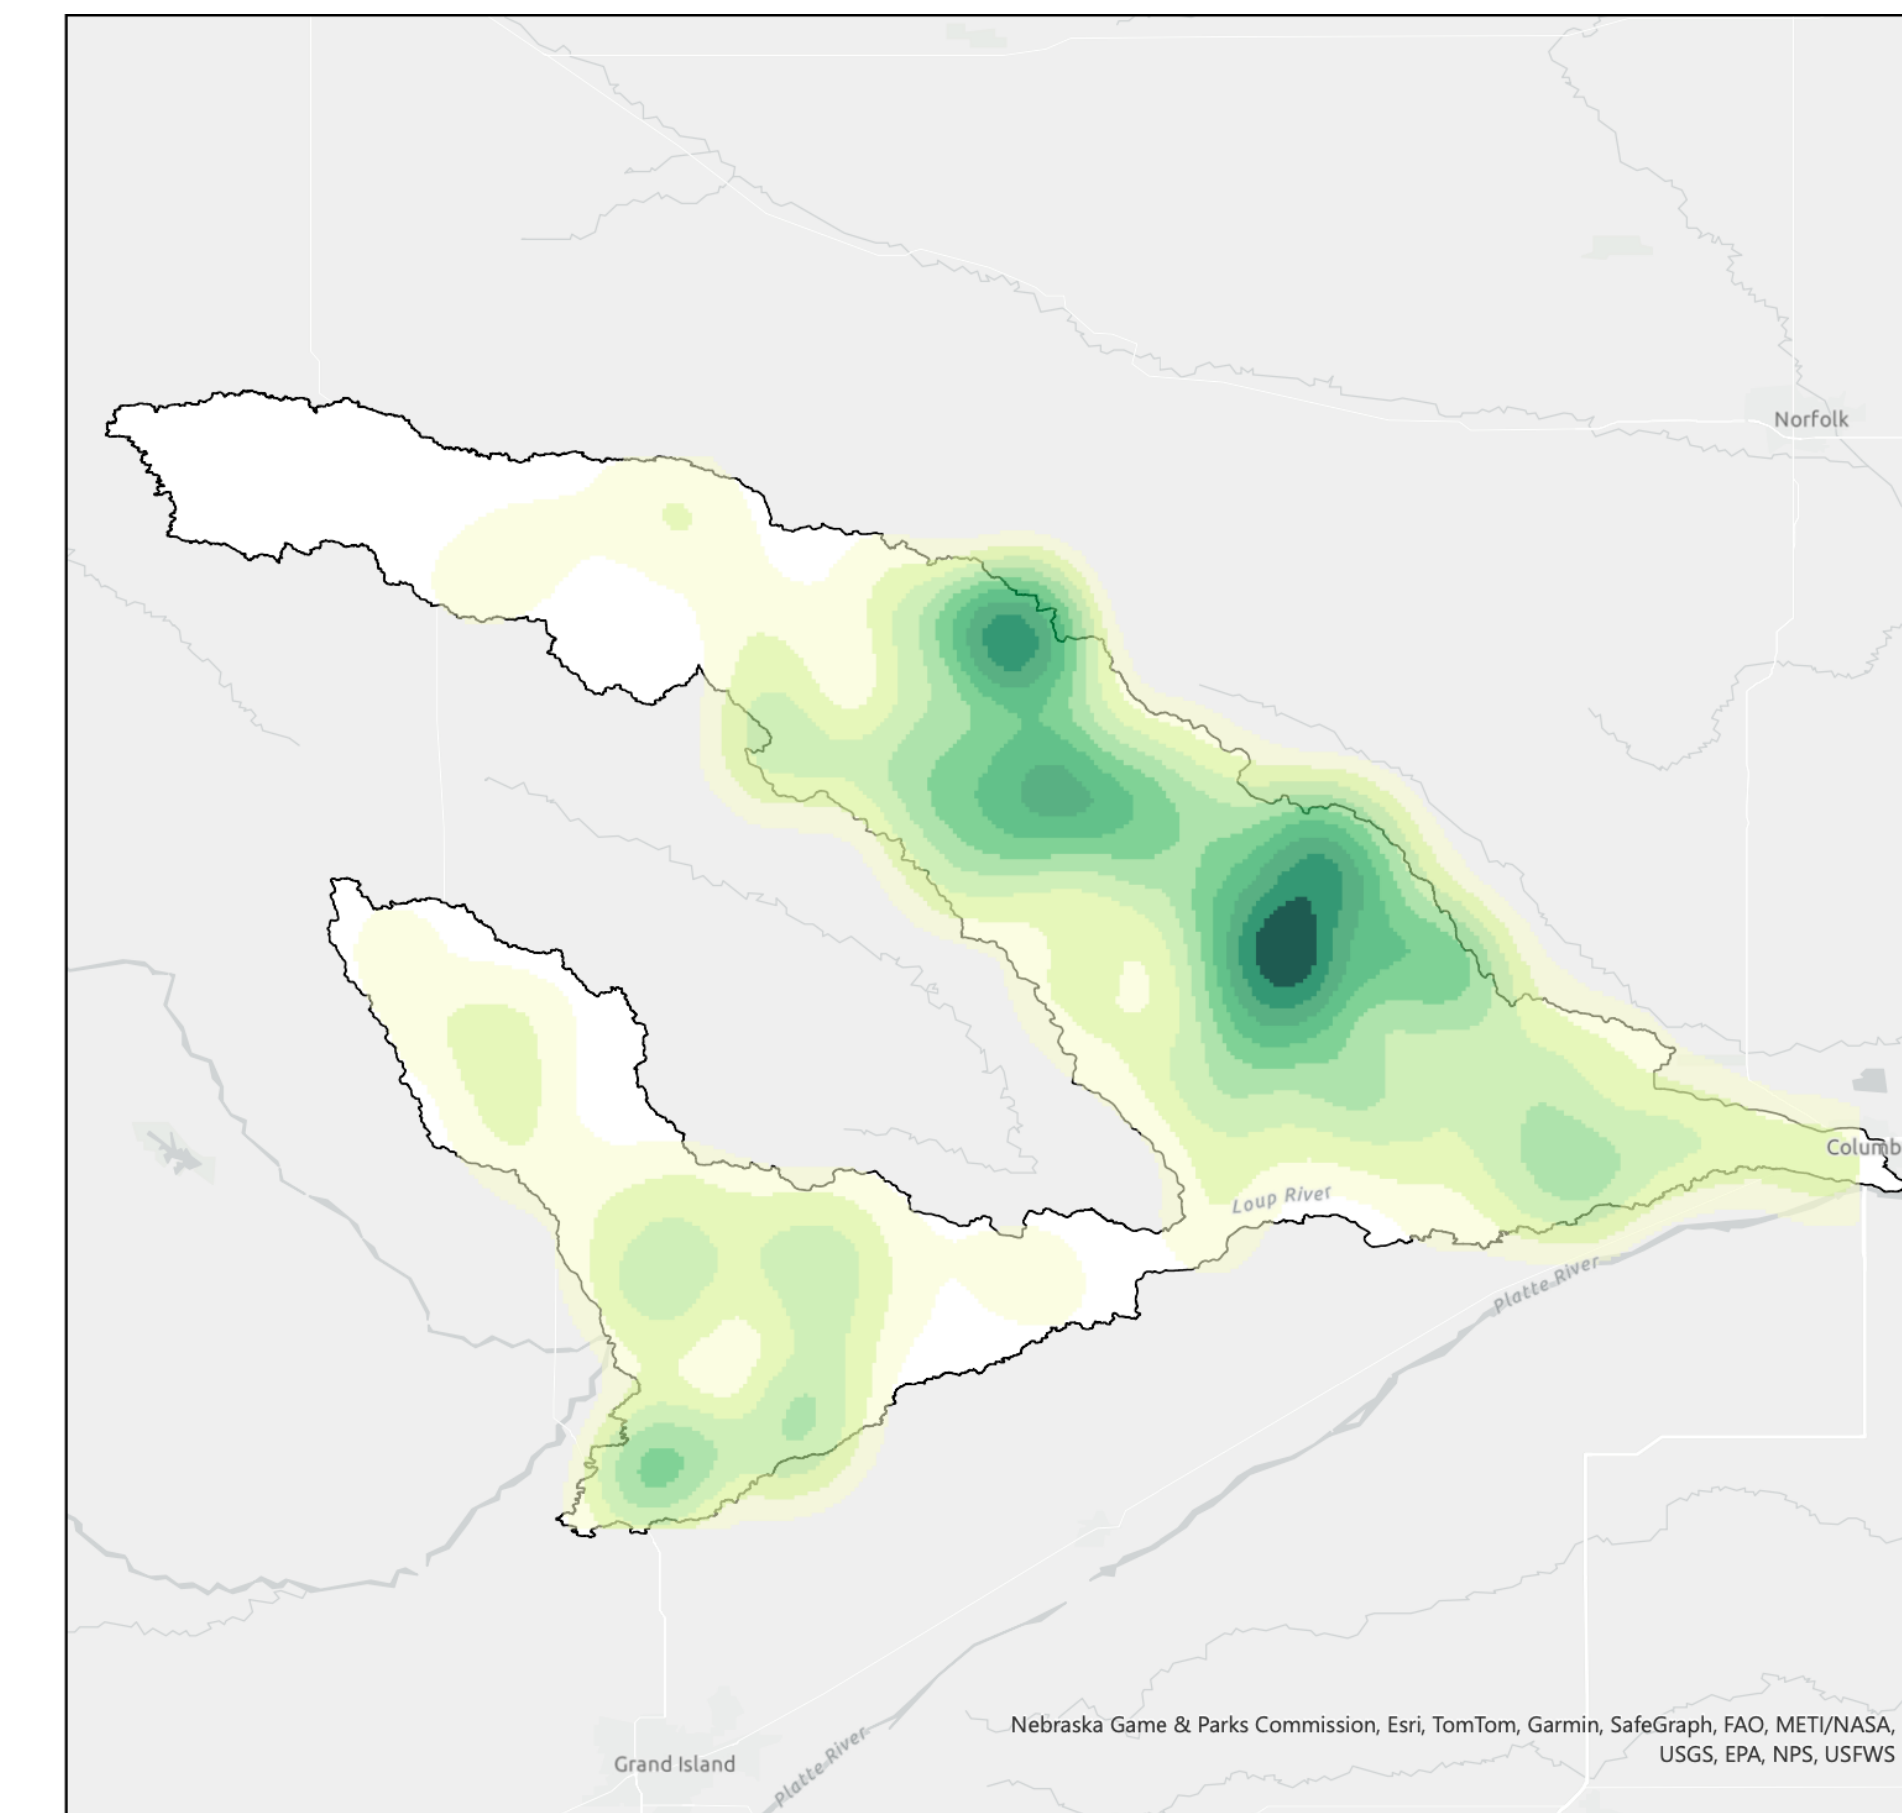 Norfolk
Columb
Loup River
Platte River
Nebraska Game & Parks Commission, Esri, TomTom, Garmin, SafeGraph, FAO, METI/NASA,
USGS, EPA, NPS, USFWS
Grand Island
Platte River